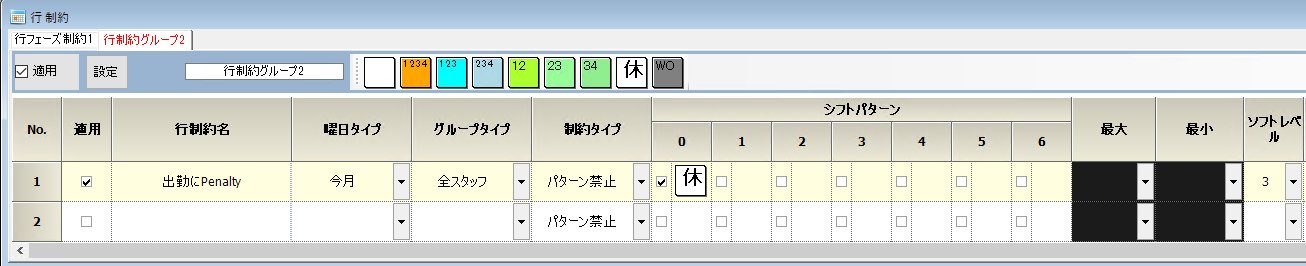 行 制約
行フェーズ制約1 行制約グループ2
適用 設定 行制約グループ2 1234 123 234 12 23 34 休 WO
No. 適用 行制約名 曜日タイプ グループタイプ 制約タイプ シフトパターン 最大 最小 ソフトレベル
0 1 2 3 4 5 6
1 出勤にPenalty 今月 全スタッフ パターン禁止 休 3
2 パターン禁止